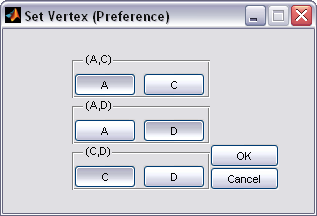 Set Vertex (Preference)
(A,C)
A C
(A,D)
A D
(C,D)
C D
OK
Cancel